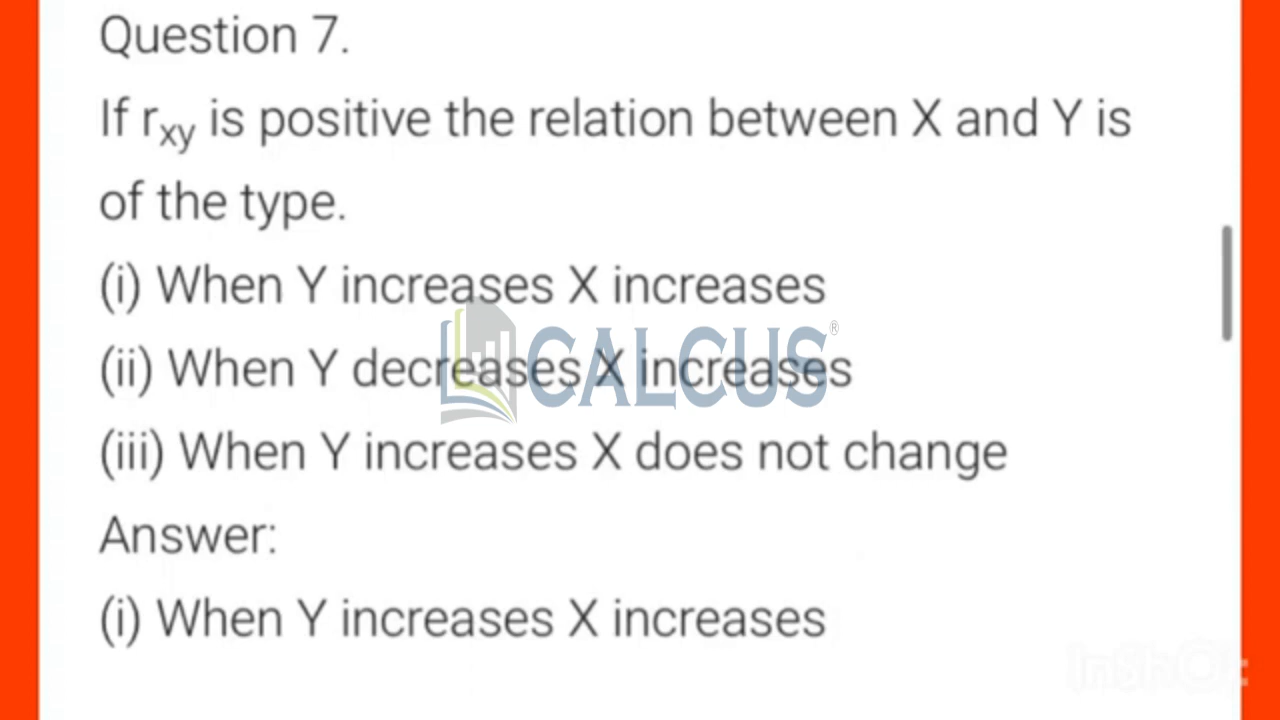 Question 7.
If rxy is positive the relation between X and Y is
of the type.
(i) When Y increases X increases
(ii) When Y decreases X increases
CALCUS®
(iii) When Y increases X does not change
Answer:
(i) When Y increases X increases
InShot